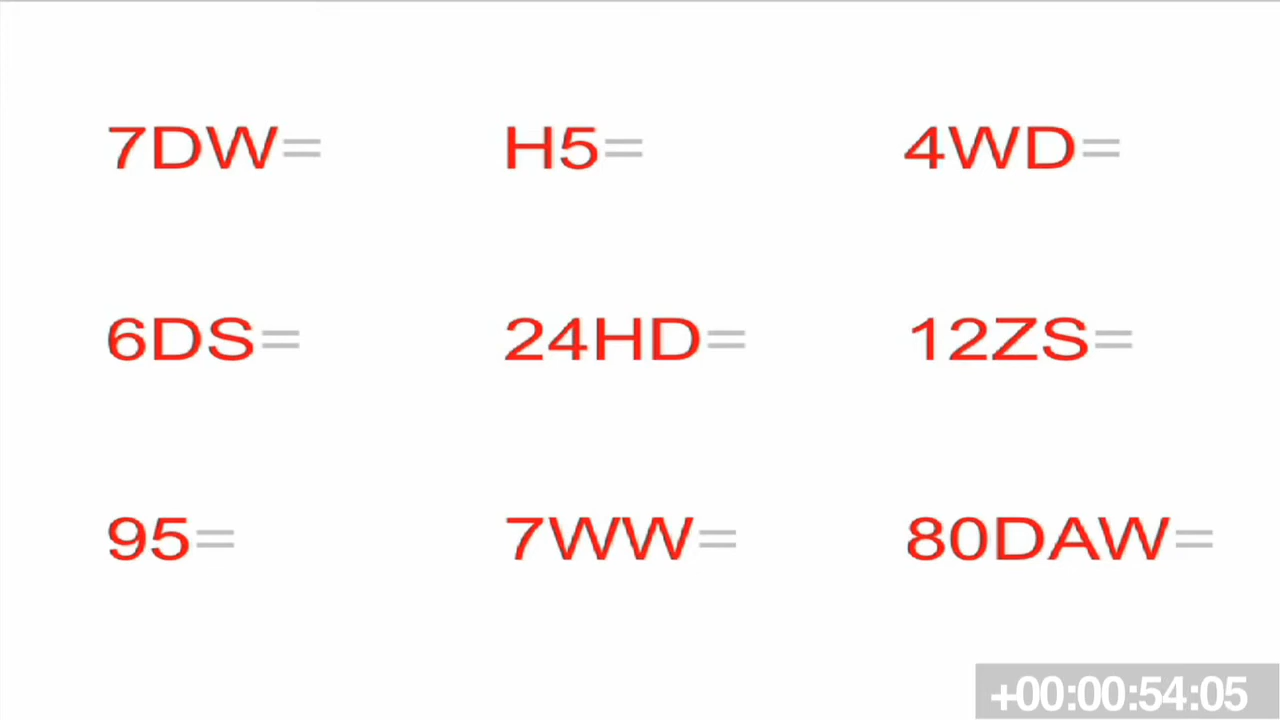 7DW= H5= 4WD=
6DS= 24HD= 12ZS=
95= 7WW= 80DAW=
+00:00:54:05